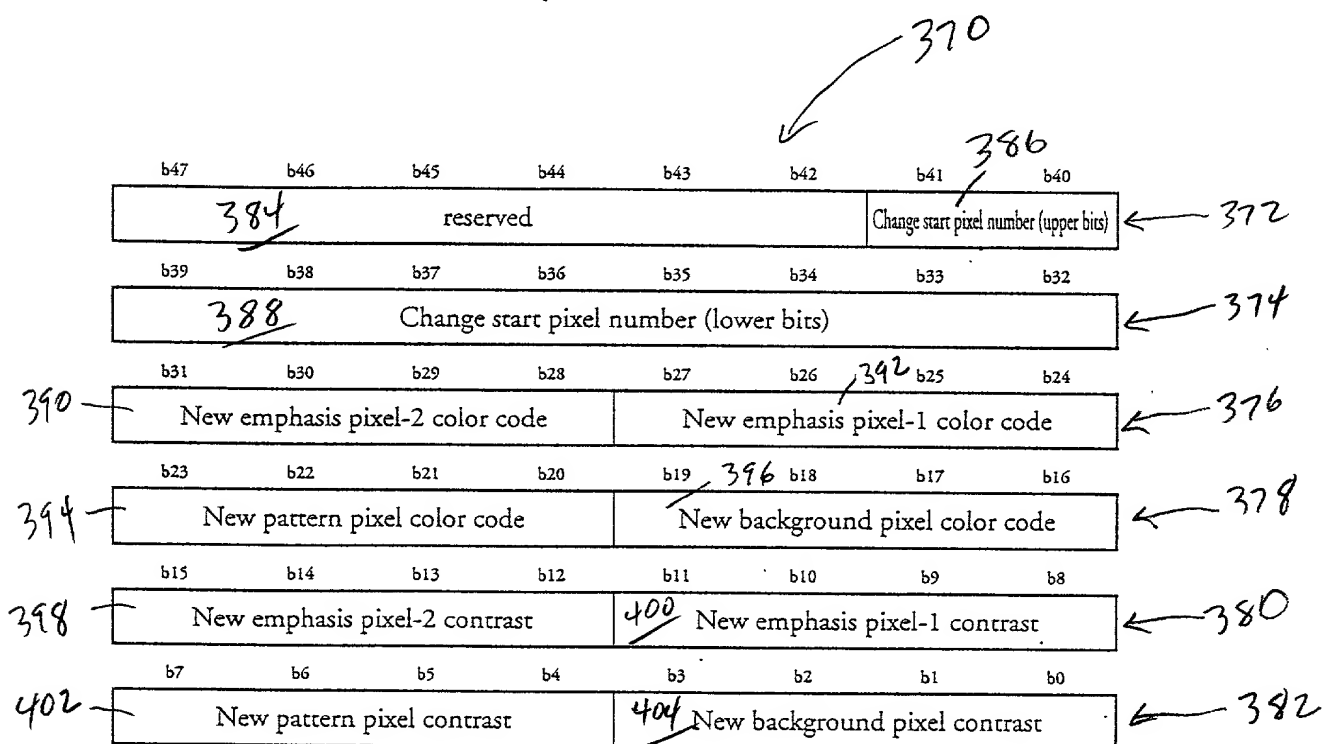 370
386
b47 b46 b45 b44 b43 b42 b41 b40
384 reserved Change start pixel number (upper bits) 372
b39 b38 b37 b36 b35 b34 b33 b32
388 Change start pixel number (lower bits) 374
b31 b30 b29 b28 b27 b26 392 b25 b24
390 New emphasis pixel-2 color code New emphasis pixel-1 color code 376
b23 b22 b21 b20 b19 396 b18 b17 b16
394 New pattern pixel color code New background pixel color code 378
b15 b14 b13 b12 b11 b10 b9 b8
398 New emphasis pixel-2 contrast 400 New emphasis pixel-1 contrast 380
b7 b6 b5 b4 b3 b2 b1 b0
402 New pattern pixel contrast 404 New background pixel contrast 382